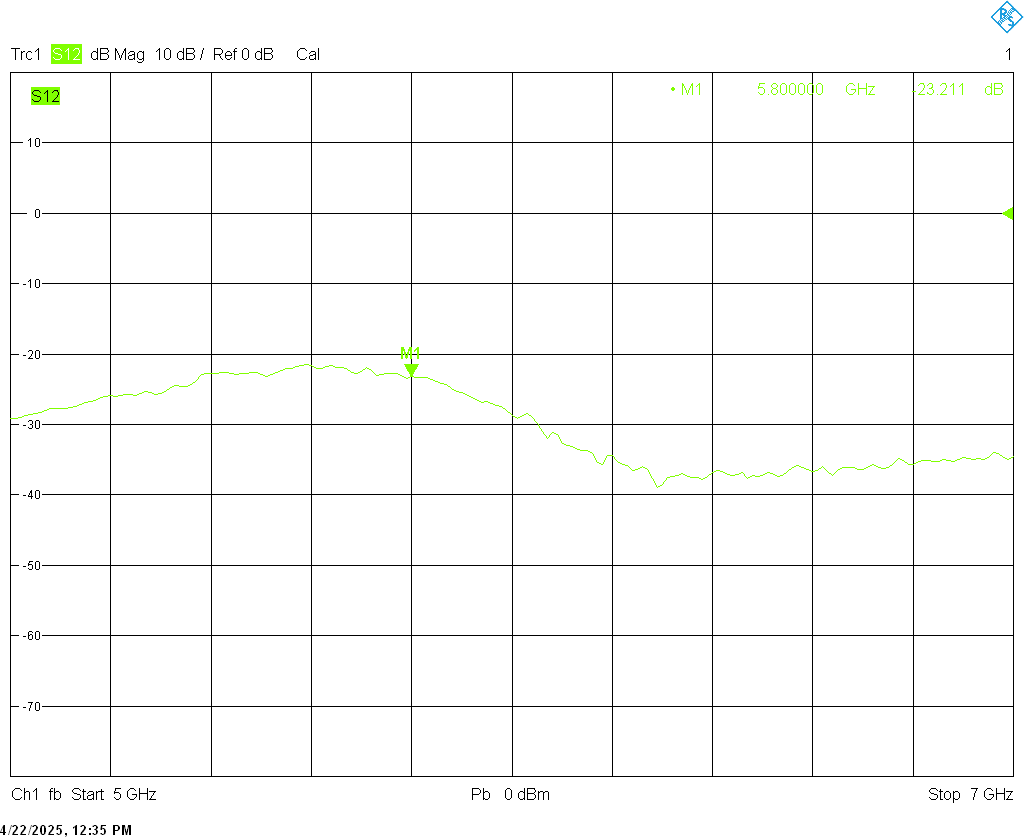 R&S
Trc1 S12 dB Mag 10 dB / Ref 0 dB Cal 1
S12 • M1 5.800000 GHz -23.211 dB
10
0
-10
M1
-20
-30
-40
-50
-60
-70
Ch1 fb Start 5 GHz Pb 0 dBm Stop 7 GHz
4/22/2025, 12:35 PM